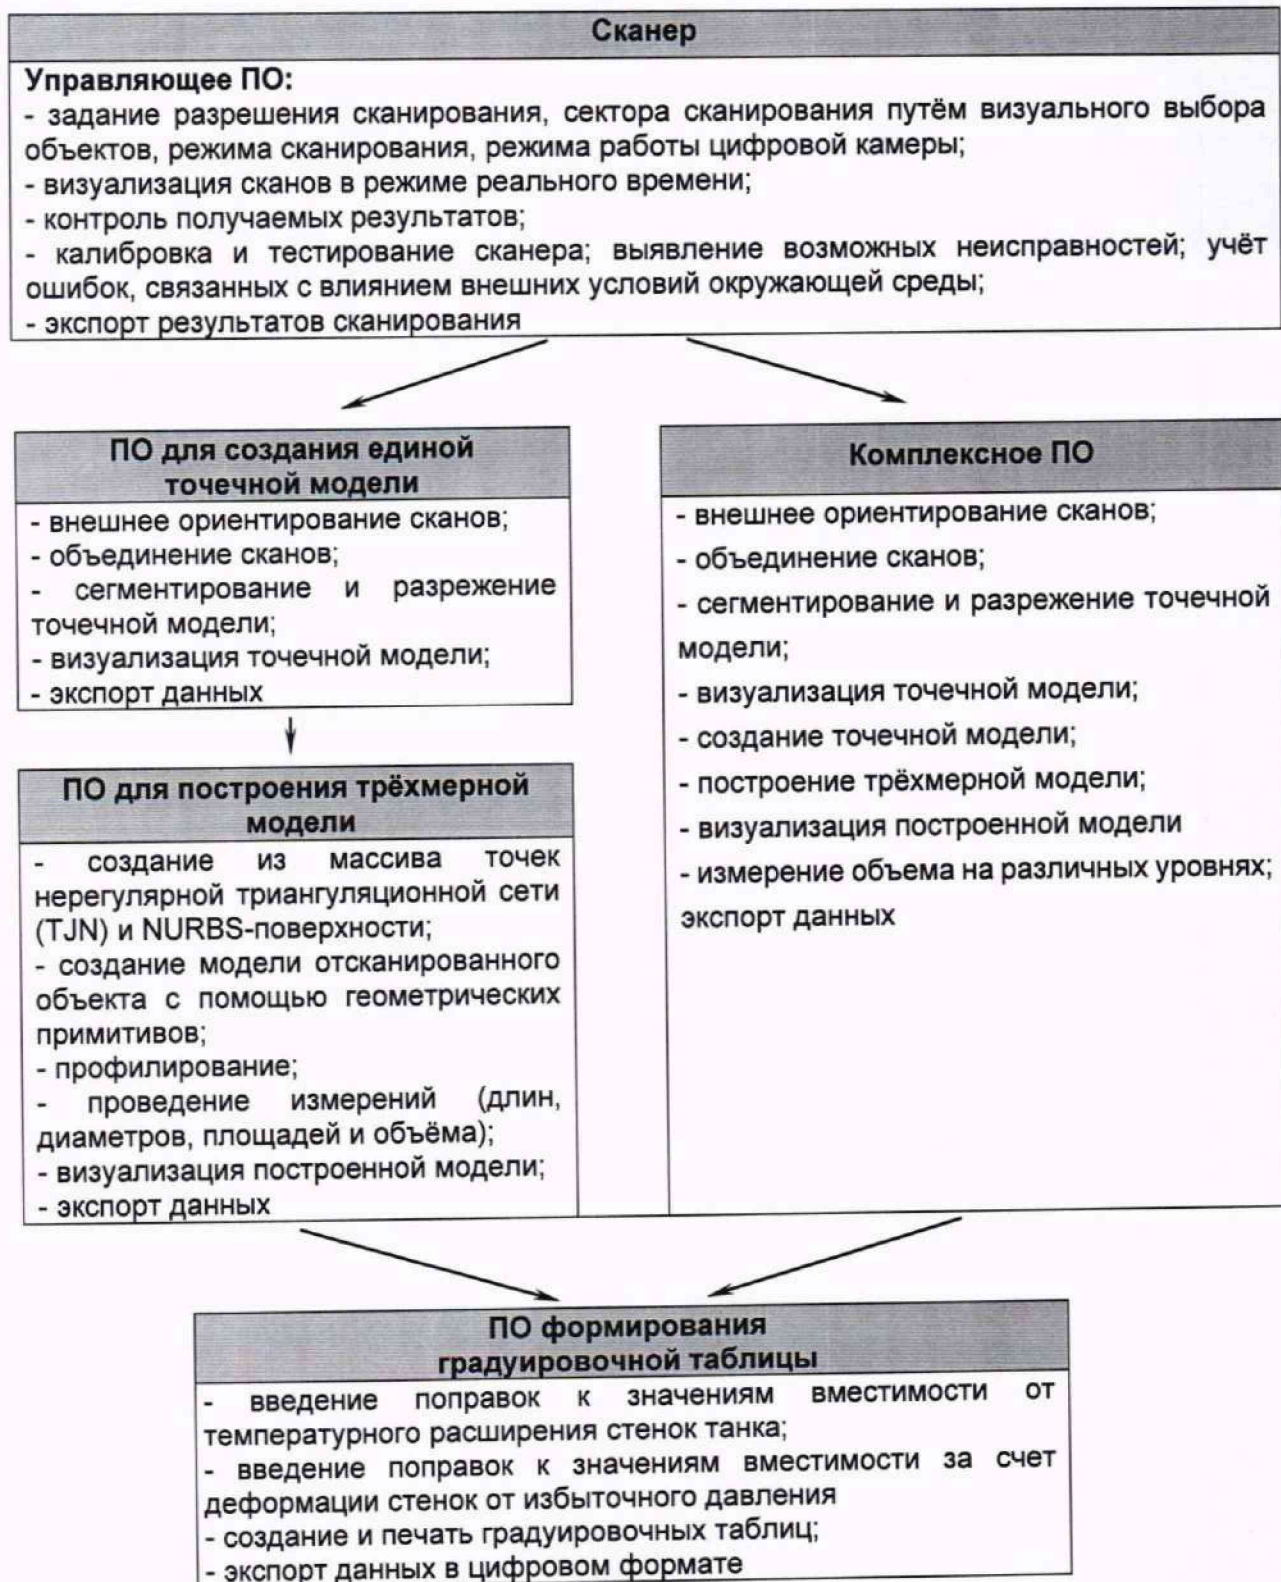 Сканер
Управляющее ПО:
- задание разрешения сканирования, сектора сканирования путём визуального выбора
объектов, режима сканирования, режима работы цифровой камеры;
- визуализация сканов в режиме реального времени;
- контроль получаемых результатов;
- калибровка и тестирование сканера; выявление возможных неисправностей; учёт
ошибок, связанных с влиянием внешних условий окружающей среды;
- экспорт результатов сканирования
ПО для создания единой
точечной модели
- внешнее ориентирование сканов;
- объединение сканов;
- сегментирование и разрежение
точечной модели;
- визуализация точечной модели;
- экспорт данных
ПО для построения трёхмерной
модели
- создание из массива точек
нерегулярной триангуляционной сети
(TJN) и NURBS-поверхности;
- создание модели отсканированного
объекта с помощью геометрических
примитивов;
- профилирование;
- проведение измерений (длин,
диаметров, площадей и объёма);
- визуализация построенной модели;
- экспорт данных
Комплексное ПО
- внешнее ориентирование сканов;
- объединение сканов;
- сегментирование и разрежение точечной
модели;
- визуализация точечной модели;
- создание точечной модели;
- построение трёхмерной модели;
- визуализация построенной модели
- измерение объема на различных уровнях;
экспорт данных
ПО формирования
градуировочной таблицы
- введение поправок к значениям вместимости от
температурного расширения стенок танка;
- введение поправок к значениям вместимости за счет
деформации стенок от избыточного давления
- создание и печать градуировочных таблиц;
- экспорт данных в цифровом формате